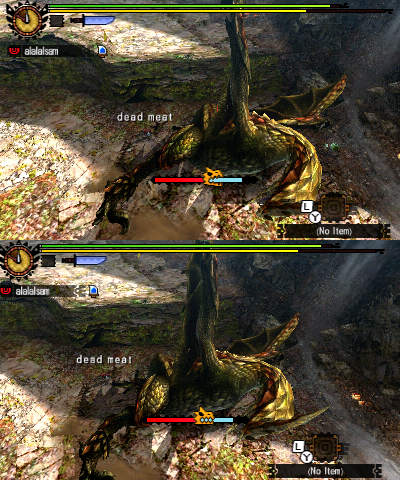 alalalsam
dead meat
L
Y
(No Item)
alalalsam
dead meat
L
Y
(No Item)